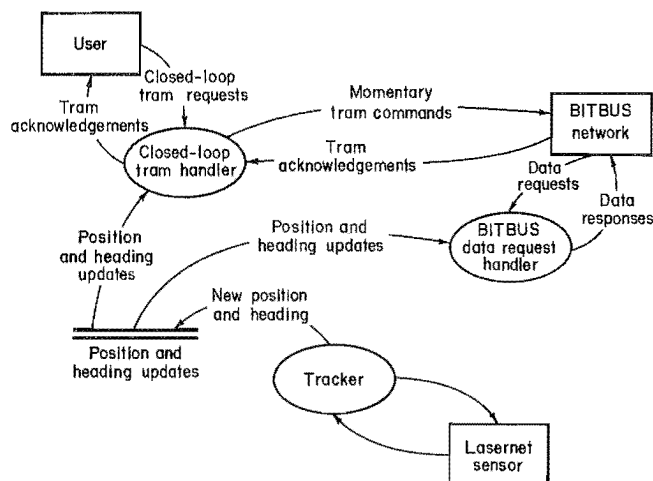 User
Closed-loop
tram requests
Tram
acknowledgements
Closed-loop
tram handler
Momentary
tram commands
BITBUS
network
Tram
acknowledgements
Data
requests
Data
responses
Position
and heading
updates
Position and
heading updates
BITBUS
data request
handler
New position
and heading
Position and
heading updates
Tracker
Lasernet
sensor